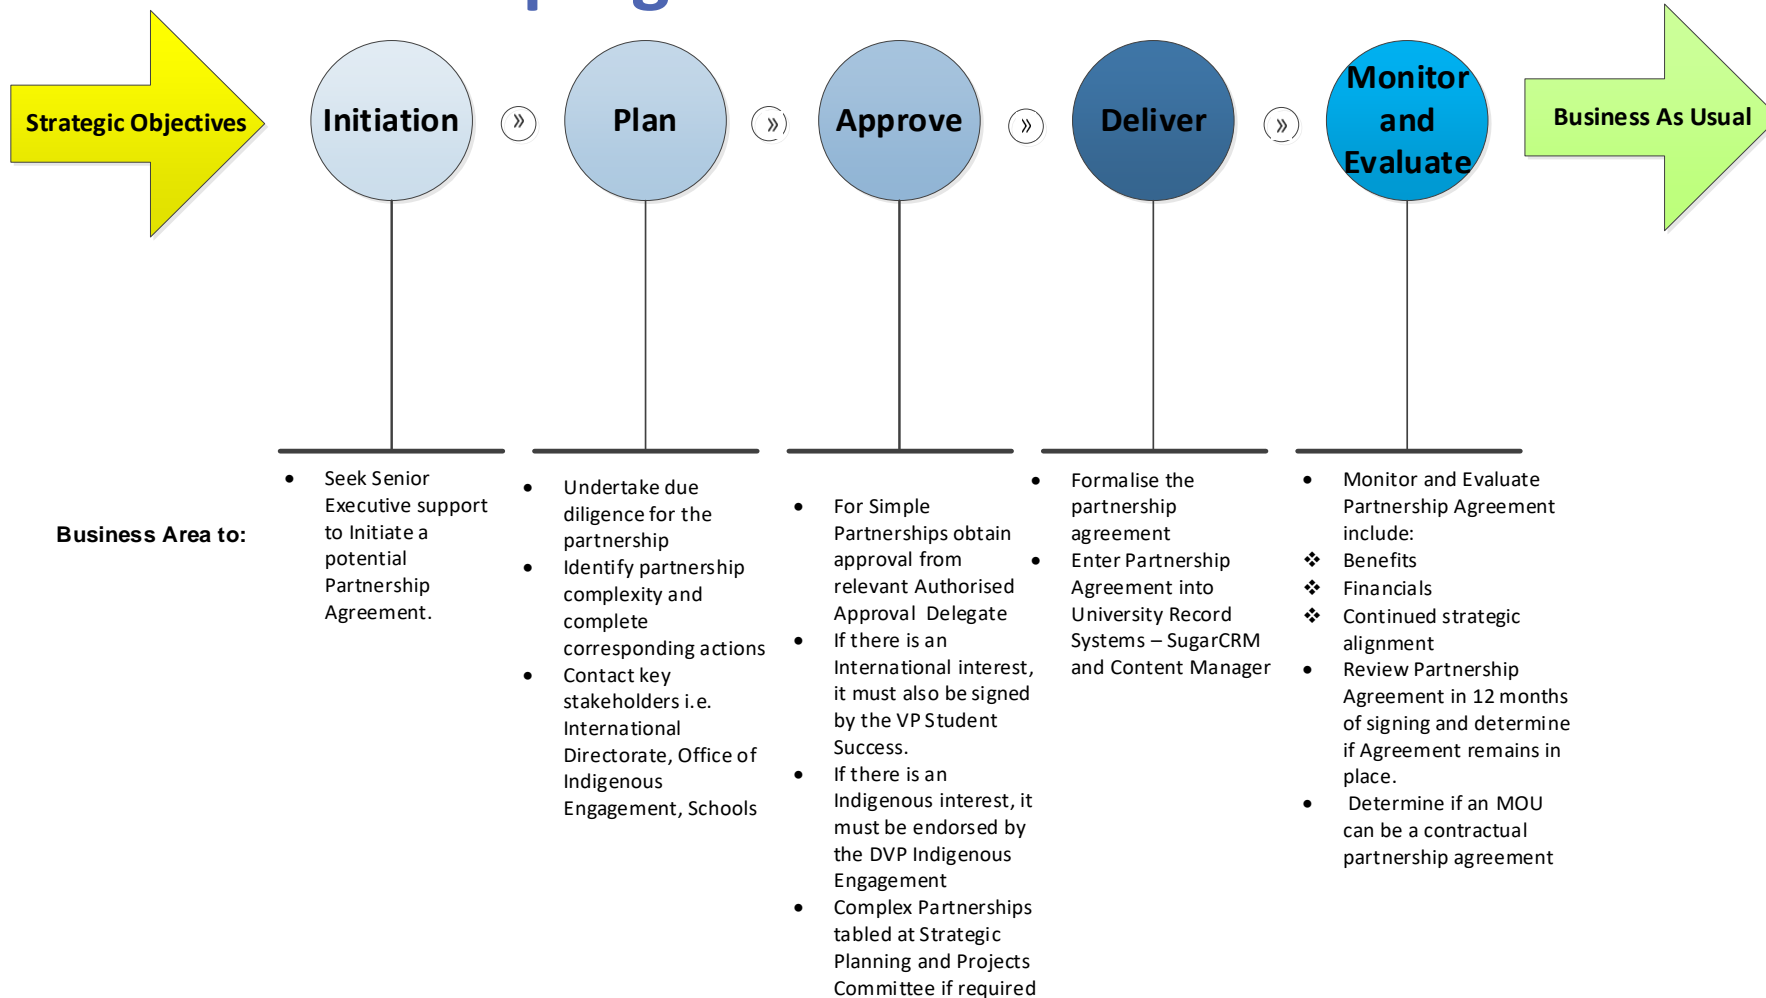 Strategic Objectives
Initiation
»
Plan
»
Approve
»
Deliver
»
Monitor
and
Evaluate
Business As Usual
Business Area to:
• Seek Senior
Executive support
to Initiate a
potential
Partnership
Agreement.
• Undertake due
diligence for the
partnership
• Identify partnership
complexity and
complete
corresponding actions
• Contact key
stakeholders i.e.
International
Directorate, Office of
Indigenous
Engagement, Schools
• For Simple
Partnerships obtain
approval from
relevant Authorised
Approval Delegate
• If there is an
International interest,
it must also be signed
by the VP Student
Success.
• If there is an
Indigenous interest, it
must be endorsed by
the DVP Indigenous
Engagement
• Complex Partnerships
tabled at Strategic
Planning and Projects
Committee if required
• Formalise the
partnership
agreement
• Enter Partnership
Agreement into
University Record
Systems – SugarCRM
and Content Manager
• Monitor and Evaluate
Partnership Agreement
include:
❖ Benefits
❖ Financials
❖ Continued strategic
alignment
• Review Partnership
Agreement in 12 months
of signing and determine
if Agreement remains in
place.
• Determine if an MOU
can be a contractual
partnership agreement